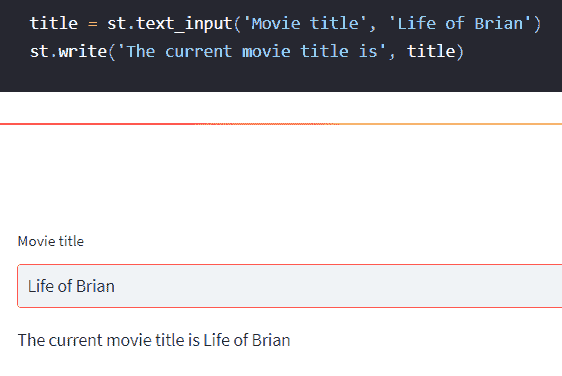 title = st.text_input('Movie title', 'Life of Brian')
st.write('The current movie title is', title)
Movie title
Life of Brian
The current movie title is Life of Brian